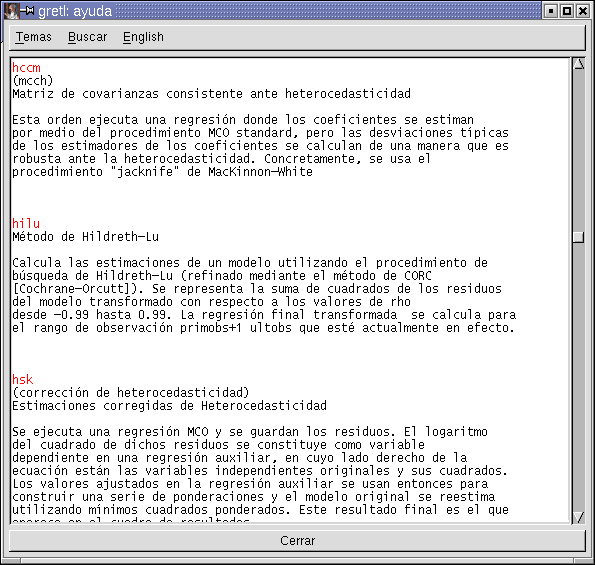 gretl: ayuda
Temas Buscar English
hccm
(mcch)
Matriz de covarianzas consistente ante heterocedasticidad
Esta orden ejecuta una regresión donde los coeficientes se estiman
por medio del procedimiento MCO standard, pero las desviaciones típicas
de los estimadores de los coeficientes se calculan de una manera que es
robusta ante la heterocedasticidad. Concretamente, se usa el
procedimiento "jacknife" de MacKinnon-White
hilu
Método de Hildreth-Lu
Calcula las estimaciones de un modelo utilizando el procedimiento de
búsqueda de Hildreth-Lu (refinado mediante el método de CORC
[Cochrane-Orcutt]). Se representa la suma de cuadrados de los residuos
del modelo transformado con respecto a los valores de rho
desde -0.99 hasta 0.99. La regresión final transformada  se calcula para
el rango de observación primobs+1 ultobs que esté actualmente en efecto.
hsk
(corrección de heterocedasticidad)
Estimaciones corregidas de Heterocedasticidad
Se ejecuta una regresión MCO y se guardan los residuos. El logaritmo
del cuadrado de dichos residuos se constituye como variable
dependiente en una regresión auxiliar, en cuyo lado derecho de la
ecuación están las variables independientes originales y sus cuadrados.
Los valores ajustados en la regresión auxiliar se usan entonces para
construir una serie de ponderaciones y el modelo original se reestima
utilizando mínimos cuadrados ponderados. Este resultado final es el que
aparece en el cuadro de resultados.
Cerrar